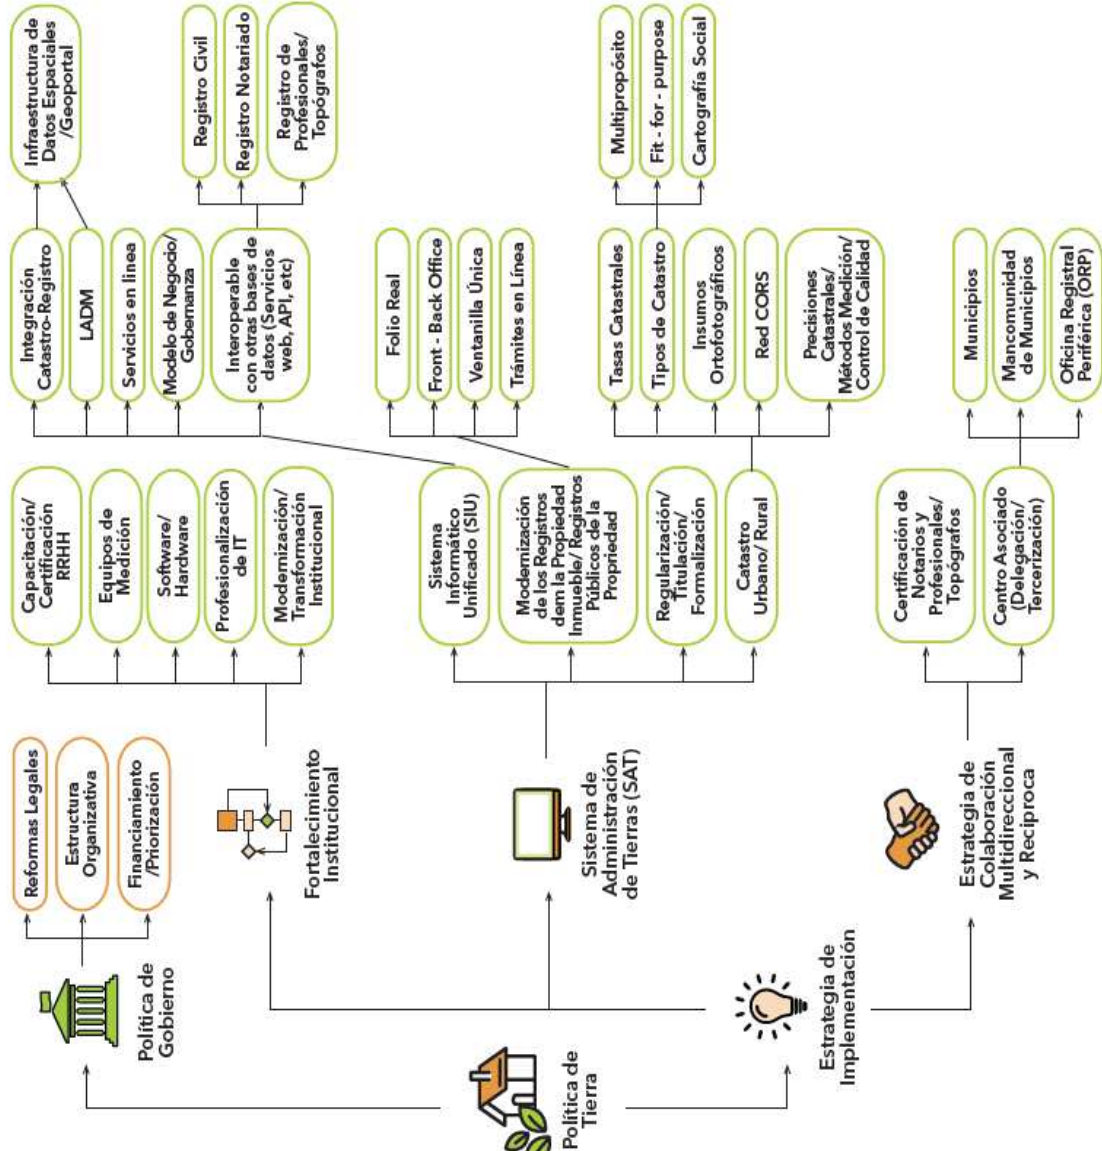 Política de
Tierra
Política de
Gobierno
Reformas Legales
Estructura
Organizativa
Financiamiento
/Priorización
Estrategia de
Implementación
Fortalecimiento
Institucional
Capacitación/
Certificación
RRHH
Equipos de
Medición
Software/
Hardware
Profesionalización
de IT
Modernización/
Transformación
Institucional
Sistema de
Administración
de Tierras (SAT)
Sistema
Informático
Unificado (SIU)
Integración
Catastro-Registro
LADM
Infraestructura de
Datos Espaciales
/Geoportal
Servicios en linea
Modelo de Negocio/
Gobernanza
Interoperable
con otras bases de
datos (Servicios
web, API, etc)
Registro Civil
Registro Notariado
Registro de
Profesionales/
Topógrafos
Modernización
de los Registros
dem la Propiedad
Inmueble/ Registros
Públicos de la
Propiedad
Folio Real
Front - Back Office
Ventanilla Única
Trámites en Línea
Regularización/
Titulación/
Formalización
Catastro
Urbano/ Rural
Tasas Catastrales
Tipos de Catastro
Multipropósito
Fit - for - purpose
Cartografía Social
Insumos
Ortofotográficos
Red CORS
Precisiones
Catastrales/
Métodos Medición/
Control de Calidad
Estrategia de
Colaboración
Multidireccional
y Recíproca
Certificación de
Notarios y
Profesionales/
Topógrafos
Centro Asociado
(Delegación/
Tercerización)
Municipios
Mancomunidad
de Municipios
Oficina Registral
Periférica (ORP)